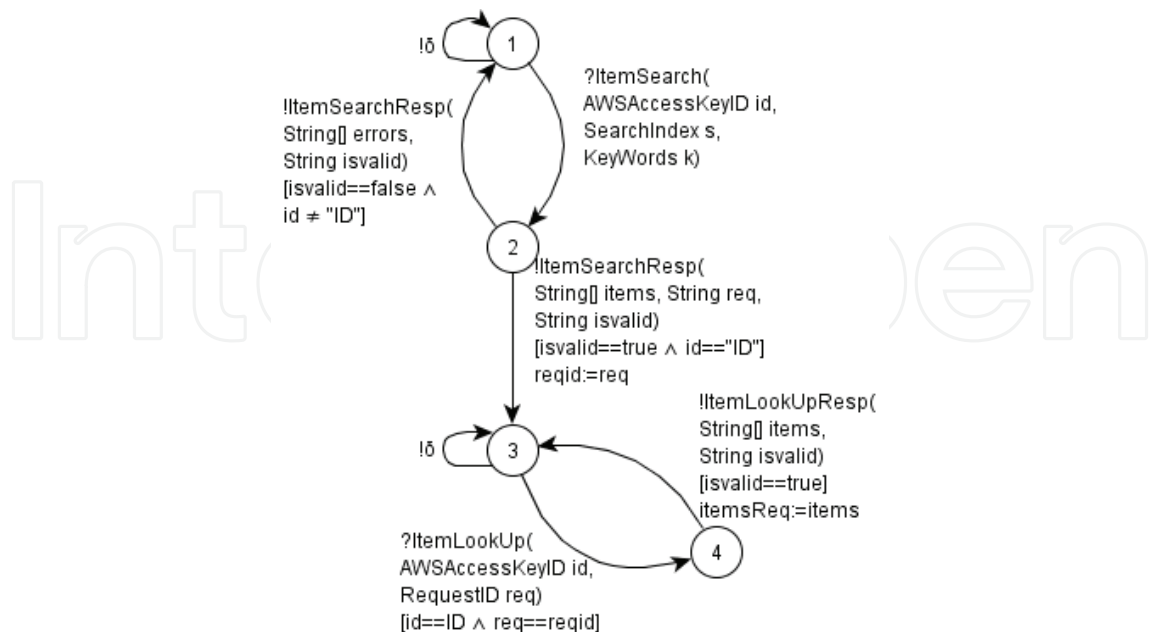 !δ
1
?ItemSearch(
AWSAccessKeyID id,
SearchIndex s,
KeyWords k)
!ItemSearchResp(
String[] errors,
String isvalid)
[isvalid==false ∧
id ≠ "ID"]
2
!ItemSearchResp(
String[] items, String req,
String isvalid)
[isvalid==true ∧ id=="ID"]
reqid:=req
!ItemLookUpResp(
String[] items,
String isvalid)
[isvalid==true]
itemsReq:=items
!δ
3
4
?ItemLookUp(
AWSAccessKeyID id,
RequestID req)
[id==ID ∧ req==reqid]